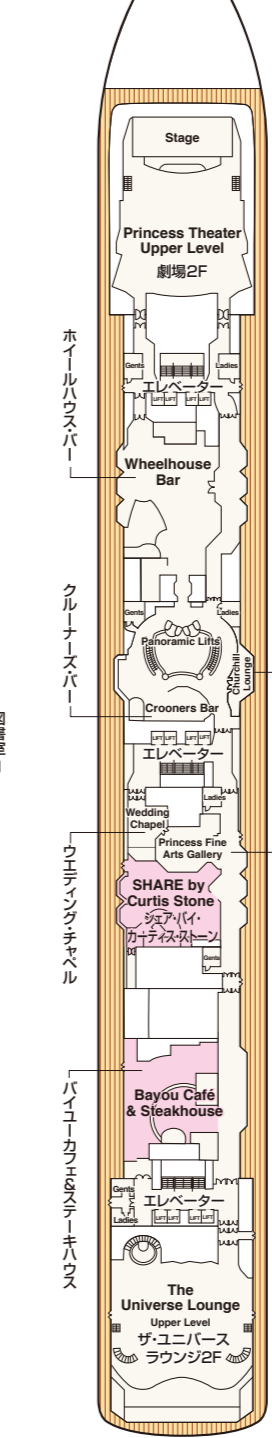 Stage
Princess Theater
Upper Level
劇場2F
Gents
Ladies
エレベーター
LIFT LIFT LIFT LIFT
ホイールハウス・バー
Wheelhouse
Bar
Gents
Ladies
Panoramic Lifts
Churchill
Lounge
クルーナーズ・バー
Crooners Bar
LIFT LIFT LIFT LIFT
エレベーター
Ladies
Wedding
Chapel
ウエディング・チャペル
Princess Fine
Arts Gallery
SHARE by
Curtis Stone
シェア・バイ・
カーティス・ストーン
Gents
Bayou Café
& Steakhouse
バイユーカフェ&ステーキハウス
Gents
エレベーター
Ladies
LIFT LIFT LIFT LIFT
The
Universe Lounge
Upper Level
ザ・ユニバース
ラウンジ2F